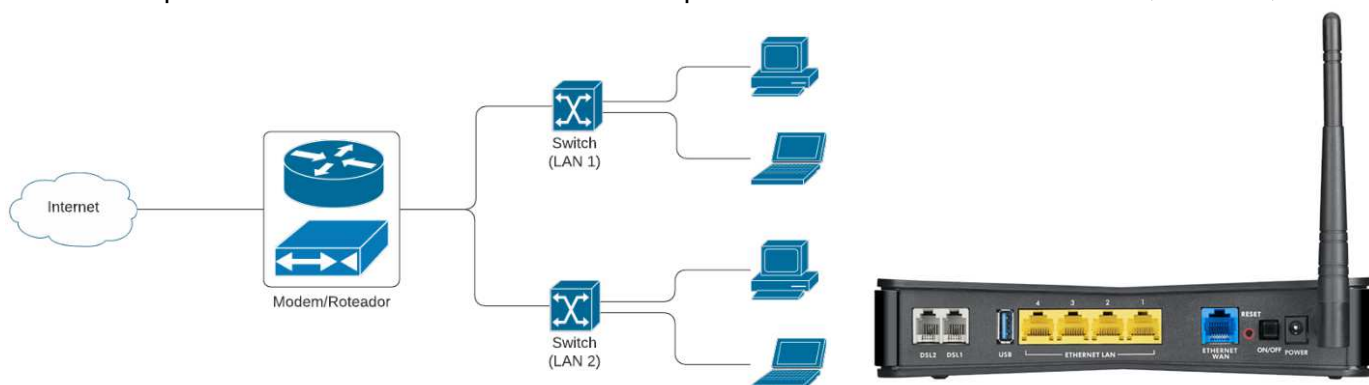 Internet
Modem/Roteador
Switch
(LAN 1)
Switch
(LAN 2)
4 3 2 1
RESET
DSL2 DSL1 USB ETHERNET LAN ETHERNET
WAN ON/OFF POWER